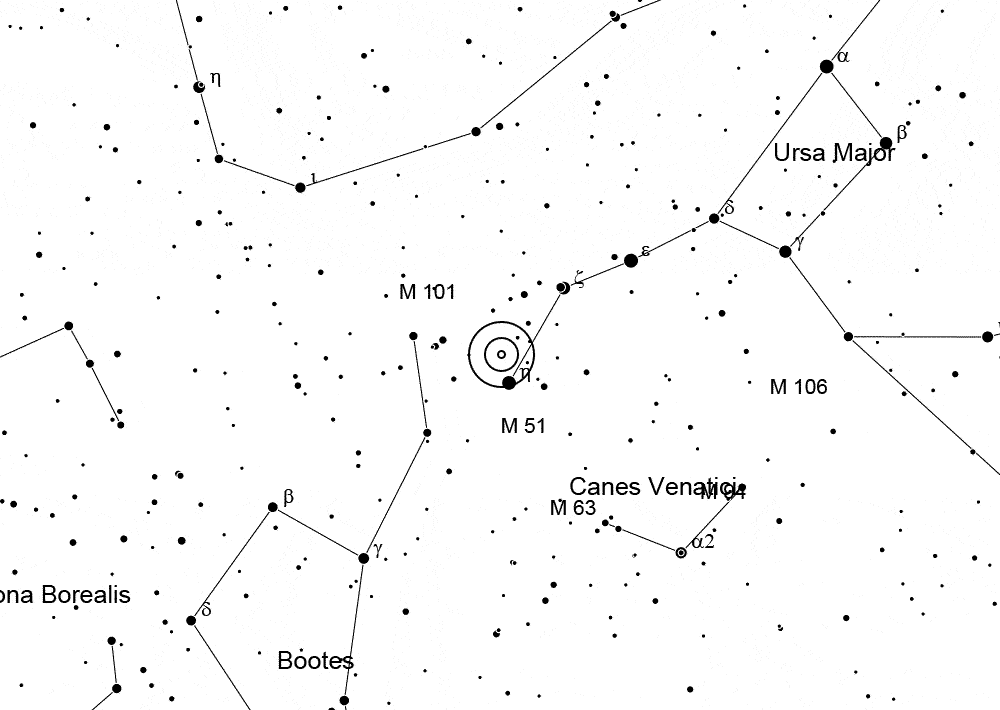 α
η
β
Ursa Major
ι
δ
γ
ε
ζ
M 101
η
M 106
M 51
Canes Venatici
M 94
β
M 63
α2
γ
ona Borealis
δ
Bootes